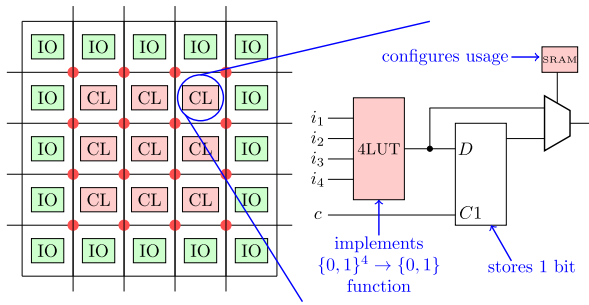 IO IO IO IO IO
IO CL CL CL IO
IO CL CL CL IO
IO CL CL CL IO
IO IO IO IO IO
configures usage
SRAM
i₁
i₂
i₃
i₄
4LUT
D
c
C1
implements
{0, 1}⁴ → {0, 1}
function
stores 1 bit